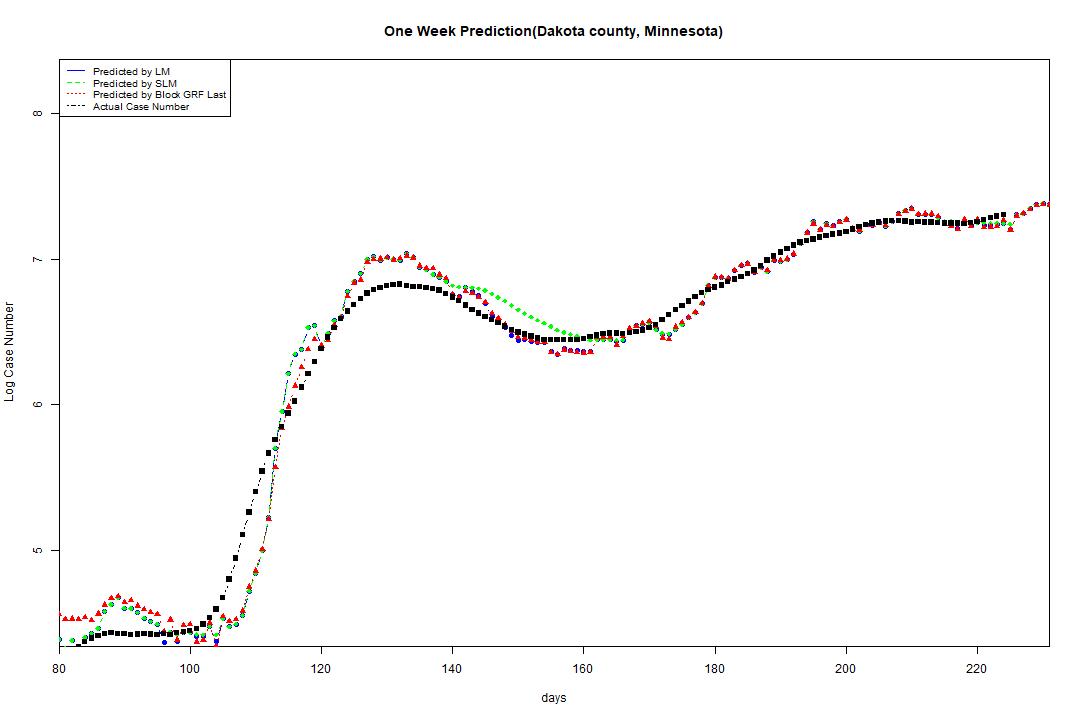 One Week Prediction(Dakota county, Minnesota)
Predicted by LM
Predicted by SLM
Predicted by Block GRF Last
Actual Case Number
8
7
6
5
Log Case Number
80 100 120 140 160 180 200 220
days